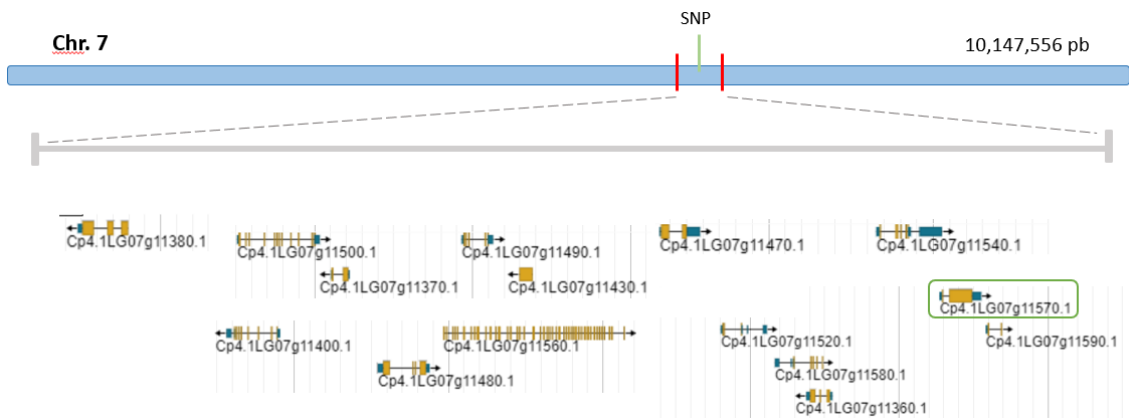 SNP
Chr. 7
10,147,556 pb
Cp4.1LG07g11380.1
Cp4.1LG07g11500.1
Cp4.1LG07g11490.1
Cp4.1LG07g11470.1
Cp4.1LG07g11540.1
Cp4.1LG07g11370.1
Cp4.1LG07g11430.1
Cp4.1LG07g11570.1
Cp4.1LG07g11400.1
Cp4.1LG07g11560.1
Cp4.1LG07g11520.1
Cp4.1LG07g11590.1
Cp4.1LG07g11480.1
Cp4.1LG07g11580.1
Cp4.1LG07g11360.1